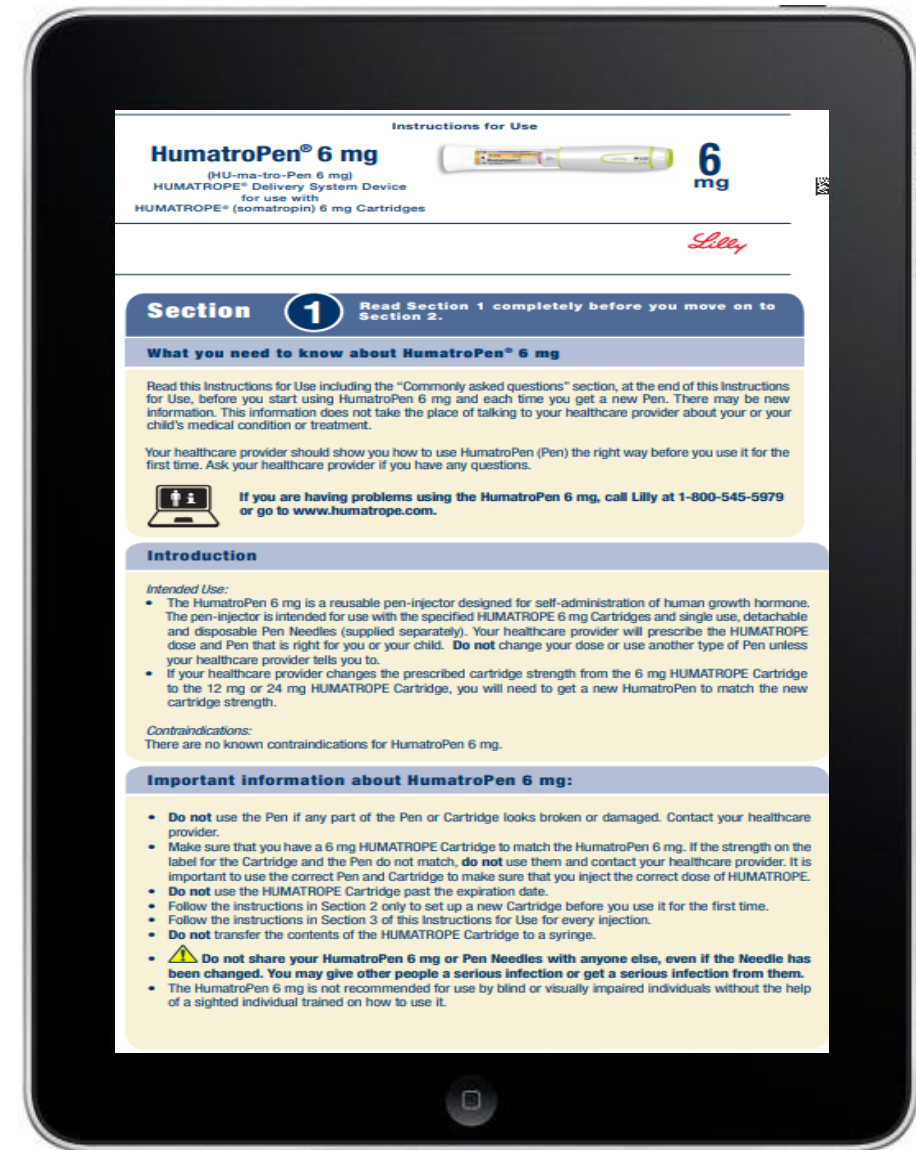 Instructions for Use
HumatroPen® 6 mg
(HU-ma-tro-Pen 6 mg)
HUMATROPE® Delivery System Device
for use with
HUMATROPE® (somatropin) 6 mg Cartridges
6
mg
Lilly
Section 1 Read Section 1 completely before you move on to
Section 2.
What you need to know about HumatroPen® 6 mg
Read this Instructions for Use including the “Commonly asked questions” section, at the end of this Instructions
for Use, before you start using HumatroPen 6 mg and each time you get a new Pen. There may be new
information. This information does not take the place of talking to your healthcare provider about your or your
child's medical condition or treatment.
Your healthcare provider should show you how to use HumatroPen (Pen) the right way before you use it for the
first time. Ask your healthcare provider if you have any questions.
If you are having problems using the HumatroPen 6 mg, call Lilly at 1-800-545-5979
or go to www.humatrope.com.
Introduction
Intended Use:
• The HumatroPen 6 mg is a reusable pen-injector designed for self-administration of human growth hormone.
The pen-injector is intended for use with the specified HUMATROPE 6 mg Cartridges and single use, detachable
and disposable Pen Needles (supplied separately). Your healthcare provider will prescribe the HUMATROPE
dose and Pen that is right for you or your child. Do not change your dose or use another type of Pen unless
your healthcare provider tells you to.
• If your healthcare provider changes the prescribed cartridge strength from the 6 mg HUMATROPE Cartridge
to the 12 mg or 24 mg HUMATROPE Cartridge, you will need to get a new HumatroPen to match the new
cartridge strength.
Contraindications:
There are no known contraindications for HumatroPen 6 mg.
Important information about HumatroPen 6 mg:
• Do not use the Pen if any part of the Pen or Cartridge looks broken or damaged. Contact your healthcare
provider.
• Make sure that you have a 6 mg HUMATROPE Cartridge to match the HumatroPen 6 mg. If the strength on the
label for the Cartridge and the Pen do not match, do not use them and contact your healthcare provider. It is
important to use the correct Pen and Cartridge to make sure that you inject the correct dose of HUMATROPE.
• Do not use the HUMATROPE Cartridge past the expiration date.
• Follow the instructions in Section 2 only to set up a new Cartridge before you use it for the first time.
• Follow the instructions in Section 3 of this Instructions for Use for every injection.
• Do not transfer the contents of the HUMATROPE Cartridge to a syringe.
• Do not share your HumatroPen 6 mg or Pen Needles with anyone else, even if the Needle has
been changed. You may give other people a serious infection or get a serious infection from them.
• The HumatroPen 6 mg is not recommended for use by blind or visually impaired individuals without the help
of a sighted individual trained on how to use it.